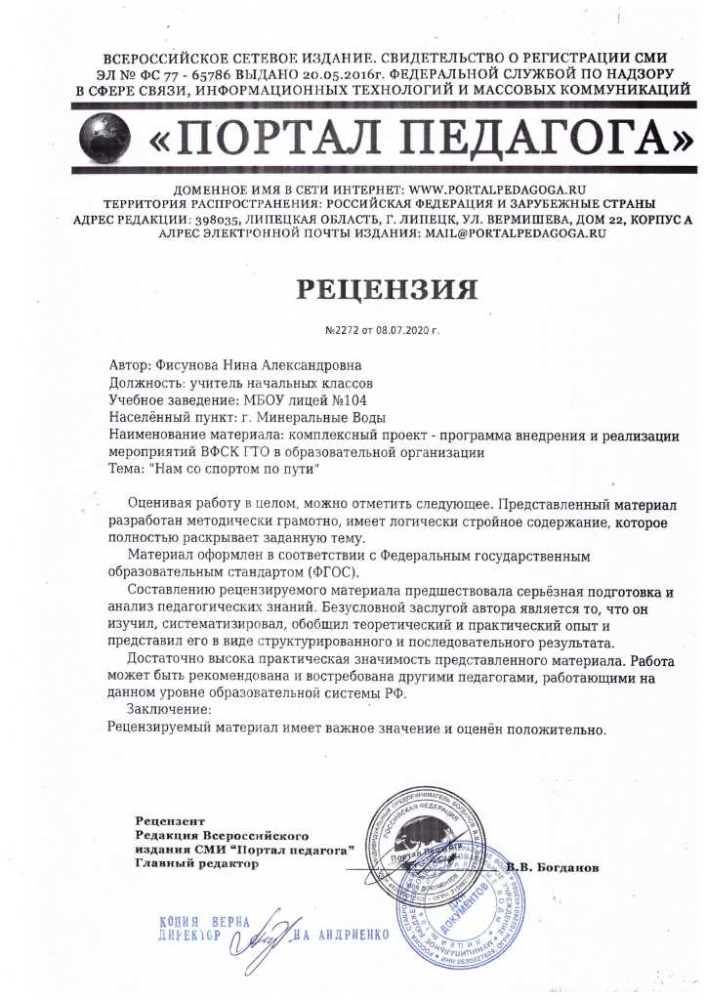 ВСЕРОССИЙСКОЕ СЕТЕВОЕ ИЗДАНИЕ. СВИДЕТЕЛЬСТВО О РЕГИСТРАЦИИ СМИ
ЭЛ № ФС 77 - 65786 ВЫДАНО 20.05.2016г. ФЕДЕРАЛЬНОЙ СЛУЖБОЙ ПО НАДЗОРУ
В СФЕРЕ СВЯЗИ, ИНФОРМАЦИОННЫХ ТЕХНОЛОГИЙ И МАССОВЫХ КОММУНИКАЦИЙ
«ПОРТАЛ ПЕДАГОГА»
ДОМЕННОЕ ИМЯ В СЕТИ ИНТЕРНЕТ: WWW.PORTALPEDAGOGA.RU
ТЕРРИТОРИЯ РАСПРОСТРАНЕНИЯ: РОССИЙСКАЯ ФЕДЕРАЦИЯ И ЗАРУБЕЖНЫЕ СТРАНЫ
АДРЕС РЕДАКЦИИ: 398035, ЛИПЕЦКАЯ ОБЛАСТЬ, Г. ЛИПЕЦК, УЛ. ВЕРМИШЕВА, ДОМ 22, КОРПУС А
АДРЕС ЭЛЕКТРОННОЙ ПОЧТЫ ИЗДАНИЯ: MAIL@PORTALPEDAGOGA.RU
РЕЦЕНЗИЯ
№2272 от 08.07.2020 г.
Автор: Фисунова Нина Александровна
Должность: учитель начальных классов
Учебное заведение: МБОУ лицей №104
Населённый пункт: г. Минеральные Воды
Наименование материала: комплексный проект - программа внедрения и реализации
мероприятий ВФСК ГТО в образовательной организации
Тема: "Нам со спортом по пути"
Оценивая работу в целом, можно отметить следующее. Представленный материал
разработан методически грамотно, имеет логически стройное содержание, которое
полностью раскрывает заданную тему.
Материал оформлен в соответствии с Федеральным государственным
образовательным стандартом (ФГОС).
Составлению рецензируемого материала предшествовала серьёзная подготовка и
анализ педагогических знаний. Безусловной заслугой автора является то, что он
изучил, систематизировал, обобщил теоретический и практический опыт и
представил его в виде структурированного и последовательного результата.
Достаточно высока практическая значимость представленного материала. Работа
может быть рекомендована и востребована другими педагогами, работающими на
данном уровне образовательной системы РФ.
Заключение:
Рецензируемый материал имеет важное значение и оценён положительно.
Рецензент
Редакция Всероссийского
издания СМИ “Портал педагога”
Главный редактор
В.В. Богданов
РОССИЙСКАЯ ФЕДЕРАЦИЯ
Портал Педагога
ДЛЯ ДОКУМЕНТОВ
КОПИЯ ВЕРНА
ДИРЕКТОР НА АНДРИЕНКО